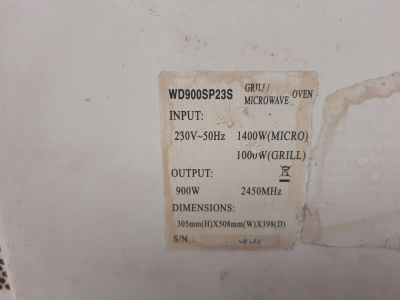 WD900SP23S GRILL/ MICROWAVE OVEN
INPUT:
230V~50Hz 1400W(MICRO)
1000W(GRILL)
OUTPUT:
900W 2450MHz
DIMENSIONS:
305mm(H)X508mm(W)X398(D)
S/N.: